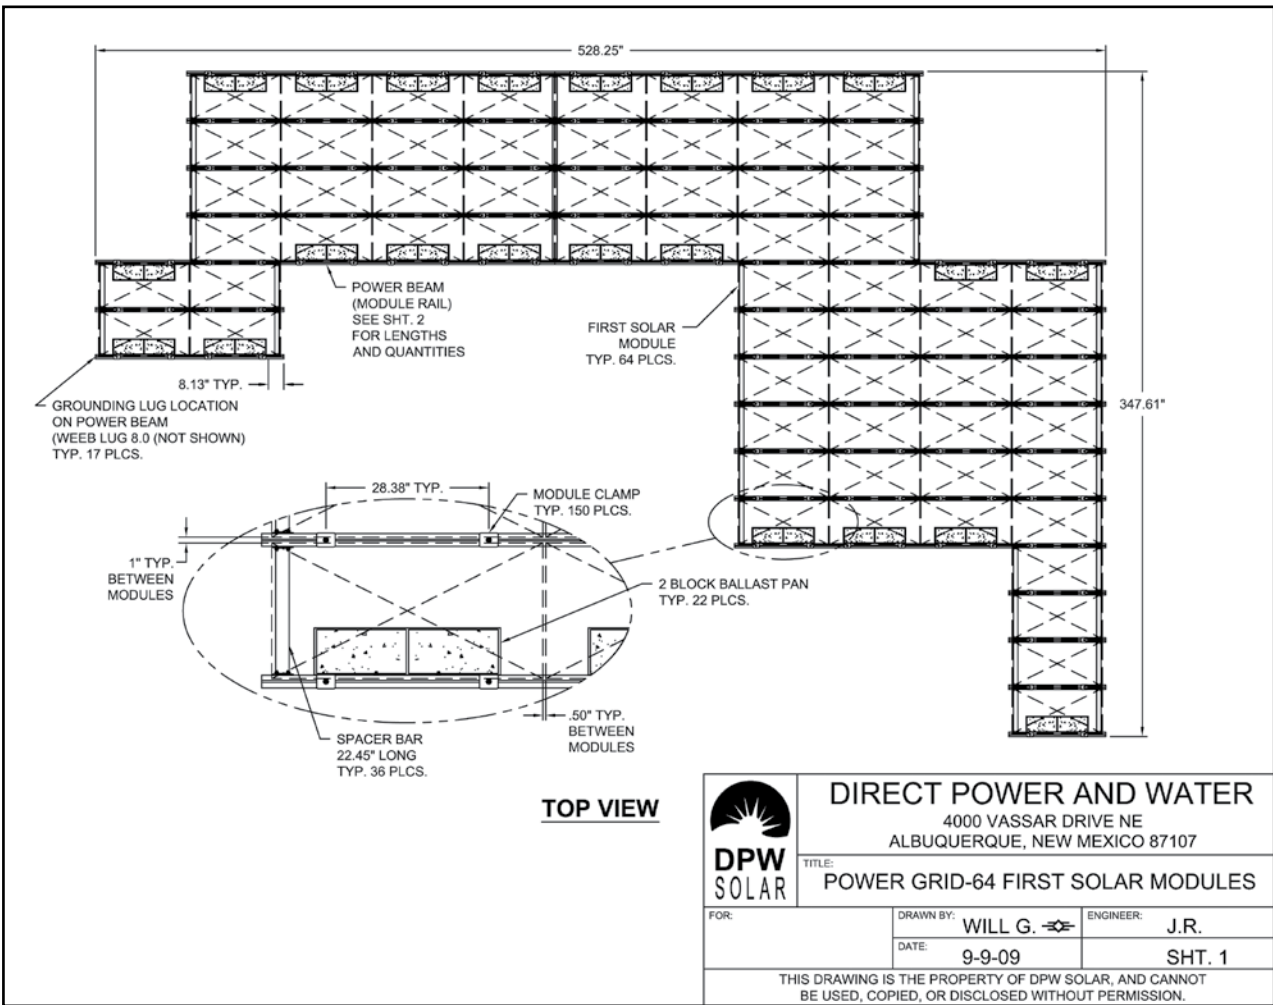 528.25"
POWER BEAM
(MODULE RAIL)
SEE SHT. 2
FOR LENGTHS
AND QUANTITIES
FIRST SOLAR
MODULE
TYP. 64 PLCS.
8.13" TYP.
347.61"
GROUNDING LUG LOCATION
ON POWER BEAM
(WEEB LUG 8.0 (NOT SHOWN)
TYP. 17 PLCS.
28.38" TYP.
MODULE CLAMP
TYP. 150 PLCS.
1" TYP.
BETWEEN
MODULES
2 BLOCK BALLAST PAN
TYP. 22 PLCS.
.50" TYP.
BETWEEN
MODULES
SPACER BAR
22.45" LONG
TYP. 36 PLCS.
TOP VIEW
DPW
SOLAR
DIRECT POWER AND WATER
4000 VASSAR DRIVE NE
ALBUQUERQUE, NEW MEXICO 87107
TITLE:
POWER GRID-64 FIRST SOLAR MODULES
FOR:
DRAWN BY: WILL G.
ENGINEER: J.R.
DATE: 9-9-09
SHT. 1
THIS DRAWING IS THE PROPERTY OF DPW SOLAR, AND CANNOT
BE USED, COPIED, OR DISCLOSED WITHOUT PERMISSION.